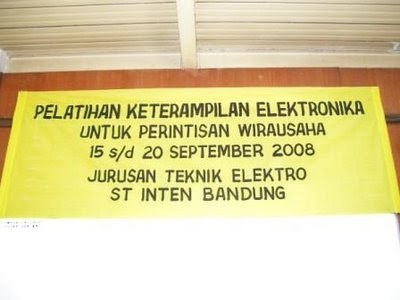 PELATIHAN KETERAMPILAN ELEKTRONIKA
UNTUK PERINTISAN WIRAUSAHA
15 s/d 20 SEPTEMBER 2008
JURUSAN TEKNIK ELEKTRO
ST INTEN BANDUNG